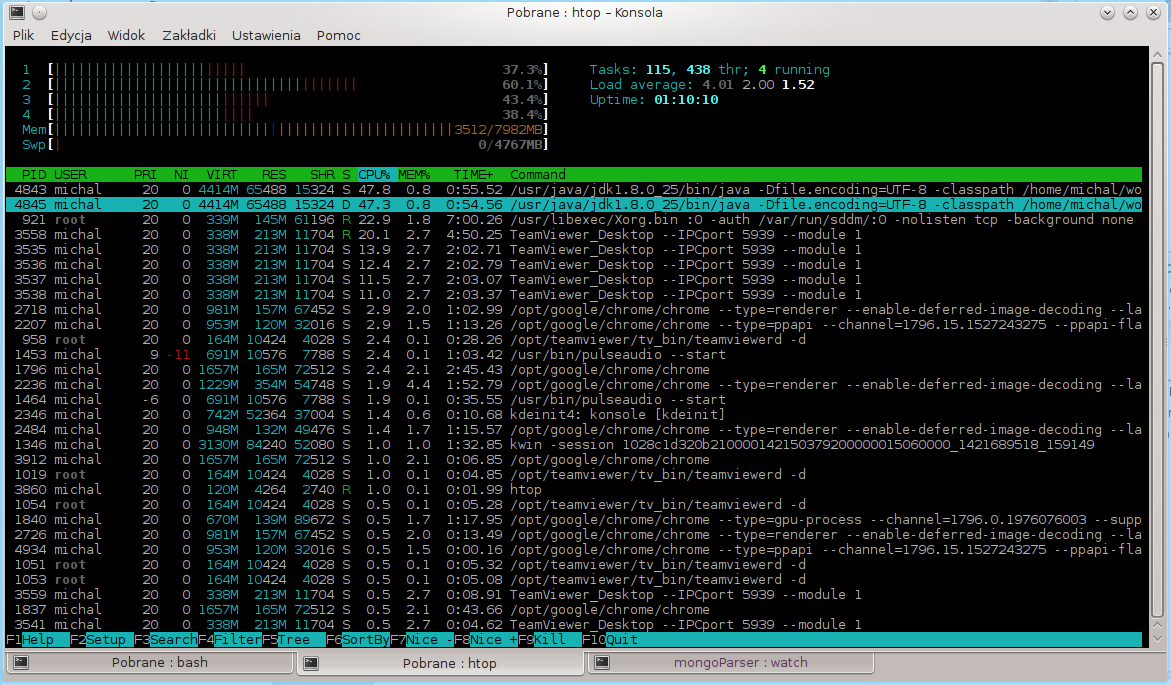 Pobrane : htop – Konsola
Plik Edycja Widok Zakładki Ustawienia Pomoc
1 [||||||||||||||||||||||||| 37.3%] Tasks: 115, 438 thr; 4 running
2 [||||||||||||||||||||||||||||||||||||||| 60.1%] Load average: 4.01 2.00 1.52
3 [|||||||||||||||||||||||||||| 43.4%] Uptime: 01:10:10
4 [|||||||||||||||||||||||||| 38.4%]
Mem[|||||||||||||||||||||||||||||||||||||||||||||||||||3512/7982MB]
Swp[| 0/4767MB]
PID USER PRI NI VIRT RES SHR S CPU% MEM% TIME+ Command
4843 michal 20 0 4414M 65488 15324 S 47.8 0.8 0:55.52 /usr/java/jdk1.8.0_25/bin/java -Dfile.encoding=UTF-8 -classpath /home/michal/wo
4845 michal 20 0 4414M 65488 15324 D 47.3 0.8 0:54.56 /usr/java/jdk1.8.0_25/bin/java -Dfile.encoding=UTF-8 -classpath /home/michal/wo
921 root 20 0 339M 145M 61196 R 22.9 1.8 7:00.26 /usr/libexec/Xorg.bin :0 -auth /var/run/sddm/:0 -nolisten tcp -background none
3558 michal 20 0 338M 213M 11704 R 20.1 2.7 4:50.25 TeamViewer_Desktop --IPCport 5939 --module 1
3535 michal 20 0 338M 213M 11704 S 13.9 2.7 2:02.71 TeamViewer_Desktop --IPCport 5939 --module 1
3536 michal 20 0 338M 213M 11704 S 12.4 2.7 2:02.79 TeamViewer_Desktop --IPCport 5939 --module 1
3537 michal 20 0 338M 213M 11704 S 11.5 2.7 2:03.07 TeamViewer_Desktop --IPCport 5939 --module 1
3538 michal 20 0 338M 213M 11704 S 11.0 2.7 2:03.37 TeamViewer_Desktop --IPCport 5939 --module 1
2718 michal 20 0 981M 157M 67452 S 2.9 2.0 1:02.99 /opt/google/chrome/chrome --type=renderer --enable-deferred-image-decoding --la
2207 michal 20 0 953M 120M 32016 S 2.9 1.5 1:13.26 /opt/google/chrome/chrome --type=ppapi --channel=1796.15.1527243275 --ppapi-fla
958 root 20 0 164M 10424 4028 S 2.4 0.1 0:28.26 /opt/teamviewer/tv_bin/teamviewerd -d
1453 michal 9 -11 691M 10576 7788 S 2.4 0.1 1:03.42 /usr/bin/pulseaudio --start
1796 michal 20 0 1657M 165M 72512 S 2.4 2.1 2:45.43 /opt/google/chrome/chrome
2236 michal 20 0 1229M 354M 54748 S 1.9 4.4 1:52.79 /opt/google/chrome/chrome --type=renderer --enable-deferred-image-decoding --la
1464 michal -6 0 691M 10576 7788 S 1.9 0.1 0:35.55 /usr/bin/pulseaudio --start
2346 michal 20 0 742M 52364 37004 S 1.4 0.6 0:10.68 kdeinit4: konsole [kdeinit]
2484 michal 20 0 948M 132M 49476 S 1.4 1.7 1:15.57 /opt/google/chrome/chrome --type=renderer --enable-deferred-image-decoding --la
1346 michal 20 0 3130M 84240 52080 S 1.0 1.0 1:32.85 kwin -session 1028c1d320b2100001421503792000000015060000_1421689518_159149
3912 michal 20 0 1657M 165M 72512 S 1.0 2.1 0:06.85 /opt/google/chrome/chrome
1019 root 20 0 164M 10424 4028 S 1.0 0.1 0:04.85 /opt/teamviewer/tv_bin/teamviewerd -d
3860 michal 20 0 120M 4264 2740 R 1.0 0.1 0:01.99 htop
1054 root 20 0 164M 10424 4028 S 0.5 0.1 0:05.28 /opt/teamviewer/tv_bin/teamviewerd -d
1840 michal 20 0 670M 139M 89672 S 0.5 1.7 1:17.95 /opt/google/chrome/chrome --type=gpu-process --channel=1796.0.1976076003 --supp
2726 michal 20 0 981M 157M 67452 S 0.5 2.0 0:13.49 /opt/google/chrome/chrome --type=renderer --enable-deferred-image-decoding --la
4934 michal 20 0 953M 120M 32016 S 0.5 1.5 0:00.16 /opt/google/chrome/chrome --type=ppapi --channel=1796.15.1527243275 --ppapi-fla
1051 root 20 0 164M 10424 4028 S 0.5 0.1 0:05.32 /opt/teamviewer/tv_bin/teamviewerd -d
1053 root 20 0 164M 10424 4028 S 0.5 0.1 0:05.08 /opt/teamviewer/tv_bin/teamviewerd -d
3559 michal 20 0 338M 213M 11704 S 0.5 2.7 0:08.91 TeamViewer_Desktop --IPCport 5939 --module 1
1837 michal 20 0 1657M 165M 72512 S 0.5 2.1 0:43.66 /opt/google/chrome/chrome
3541 michal 20 0 338M 213M 11704 S 0.5 2.7 0:04.62 TeamViewer_Desktop --IPCport 5939 --module 1
F1Help F2Setup F3SearchF4FilterF5Tree F6SortByF7Nice -F8Nice +F9Kill F10Quit
Pobrane : bash Pobrane : htop mongoParser : watch